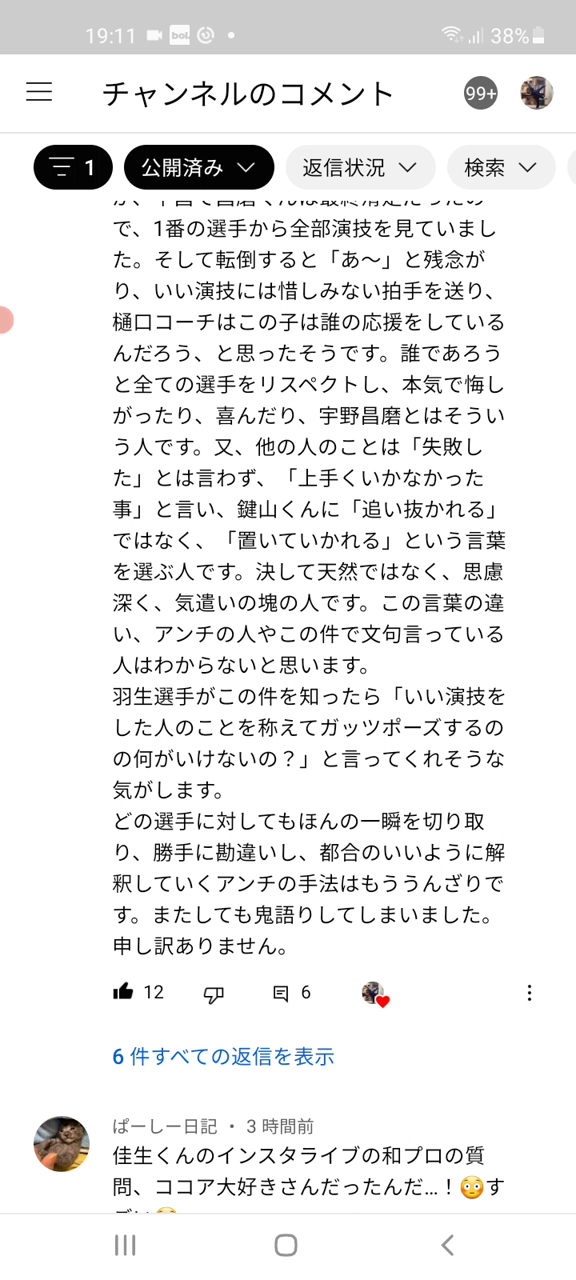 19:11
bol
38%
チャンネルのコメント
99+
1
公開済み
返信状況
検索
で、1番の選手から全部演技を見ていまし
た。そして転倒すると「あ〜」と残念が
り、いい演技には惜しみない拍手を送り、
樋口コーチはこの子は誰の応援をしている
んだろう、と思ったそうです。誰であろう
と全ての選手をリスペクトし、本気で悔し
がったり、喜んだり、宇野昌磨とはそうい
う人です。又、他の人のことは「失敗し
た」とは言わず、「上手くいかなかった
事」と言い、鍵山くんに「追い抜かれる」
ではなく、「置いていかれる」という言葉
を選ぶ人です。決して天然ではなく、思慮
深く、気遣いの塊の人です。この言葉の違
い、アンチの人やこの件で文句言っている
人はわからないと思います。
羽生選手がこの件を知ったら「いい演技を
した人のことを称えてガッツポーズするの
の何がいけないの？」と言ってくれそうな
気がします。
どの選手に対してもほんの一瞬を切り取
り、勝手に勘違いし、都合のいいように解
釈していくアンチの手法はもううんざりで
す。またしても鬼語りしてしまいました。
申し訳ありません。
12
6
6 件すべての返信を表示
ぱーしー日記 ・ 3 時間前
佳生くんのインスタライブの和プロの質
問、ココア大好きさんだったんだ…！😳す